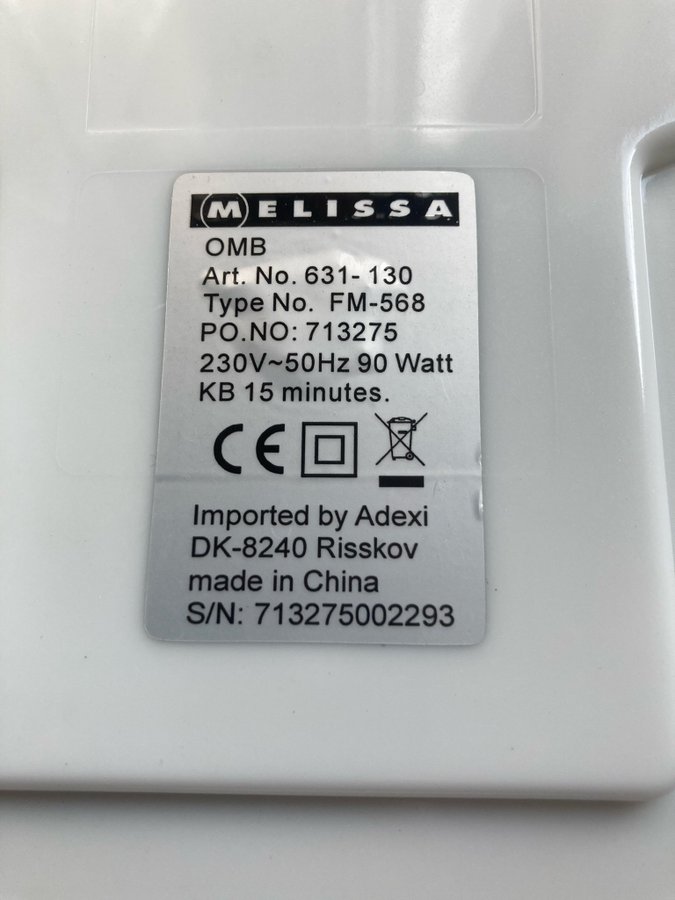 MELISSA
OMB
Art. No. 631- 130
Type No. FM-568
PO.NO: 713275
230V~50Hz 90 Watt
KB 15 minutes.
CE
Imported by Adexi
DK-8240 Risskov
made in China
S/N: 713275002293